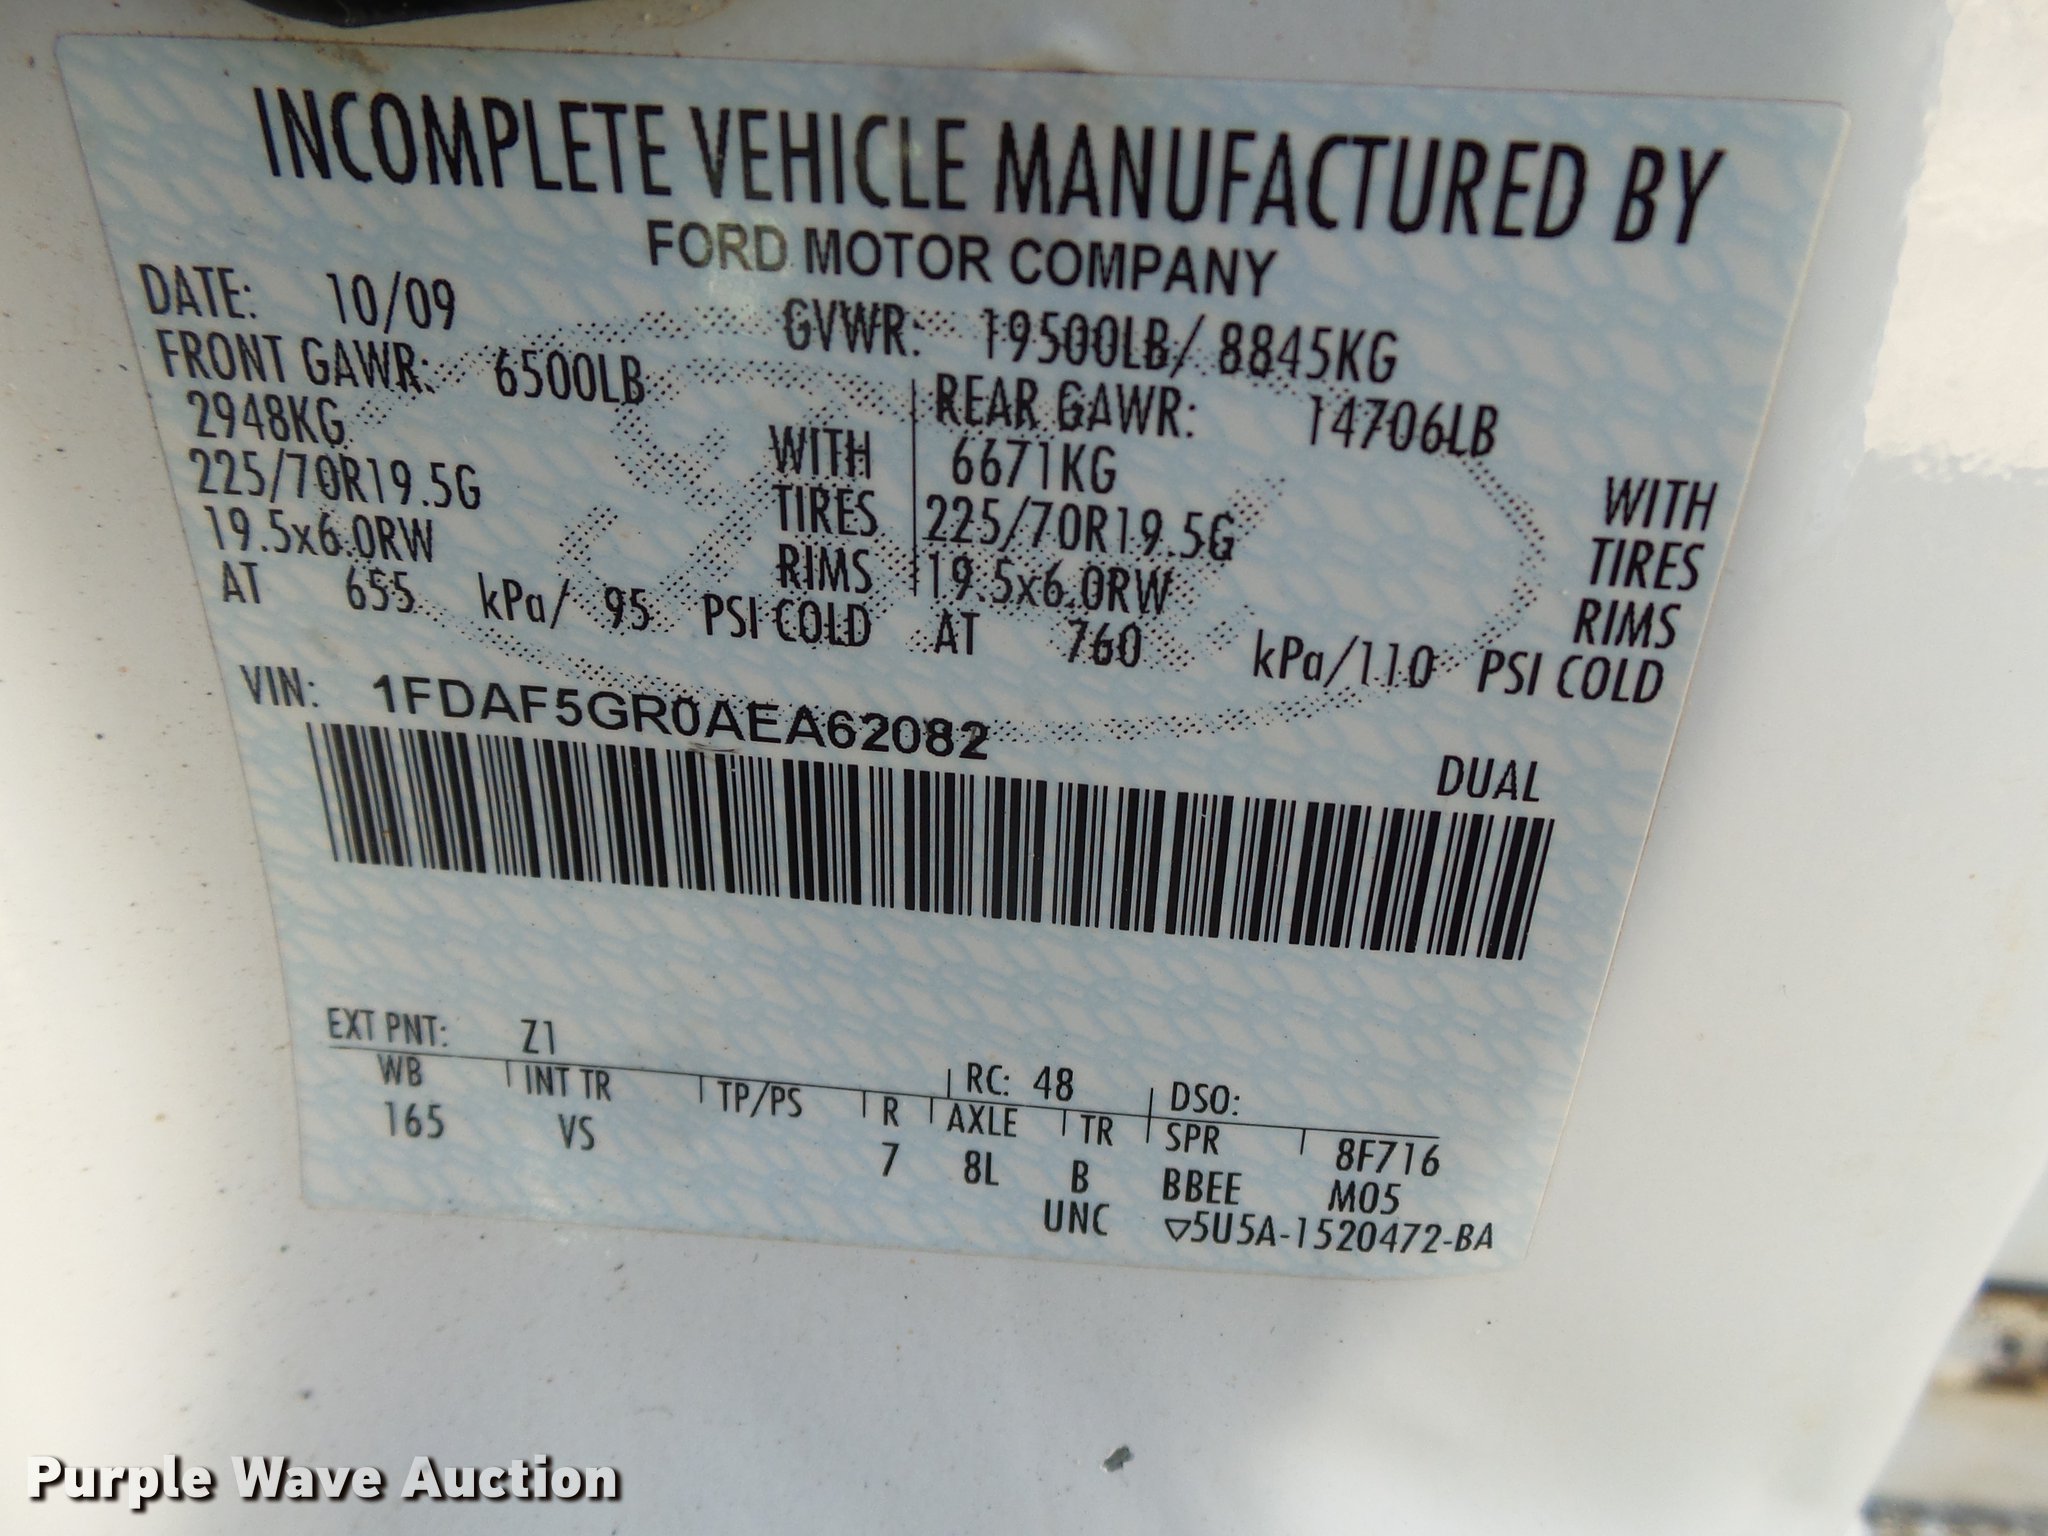 INCOMPLETE VEHICLE MANUFACTURED BY
FORD MOTOR COMPANY
DATE: 10/09 GVWR: 19500LB/ 8845KG
FRONT GAWR: 6500LB REAR GAWR: 14706LB
2948KG WITH 6671KG WITH
225/70R19.5G TIRES 225/70R19.5G TIRES
19.5x6.0RW RIMS 19.5x6.0RW RIMS
AT 655 kPa/ 95 PSI COLD AT 760 kPa/110 PSI COLD
VIN: 1FDAF5GR0AEA62082
DUAL
EXT PNT: Z1 RC: 48 DSO:
WB INT TR TP/PS R AXLE TR SPR 8F716
165 VS 7 8L B BBEE M05
UNC ▽5U5A-1520472-BA
Purple Wave Auction